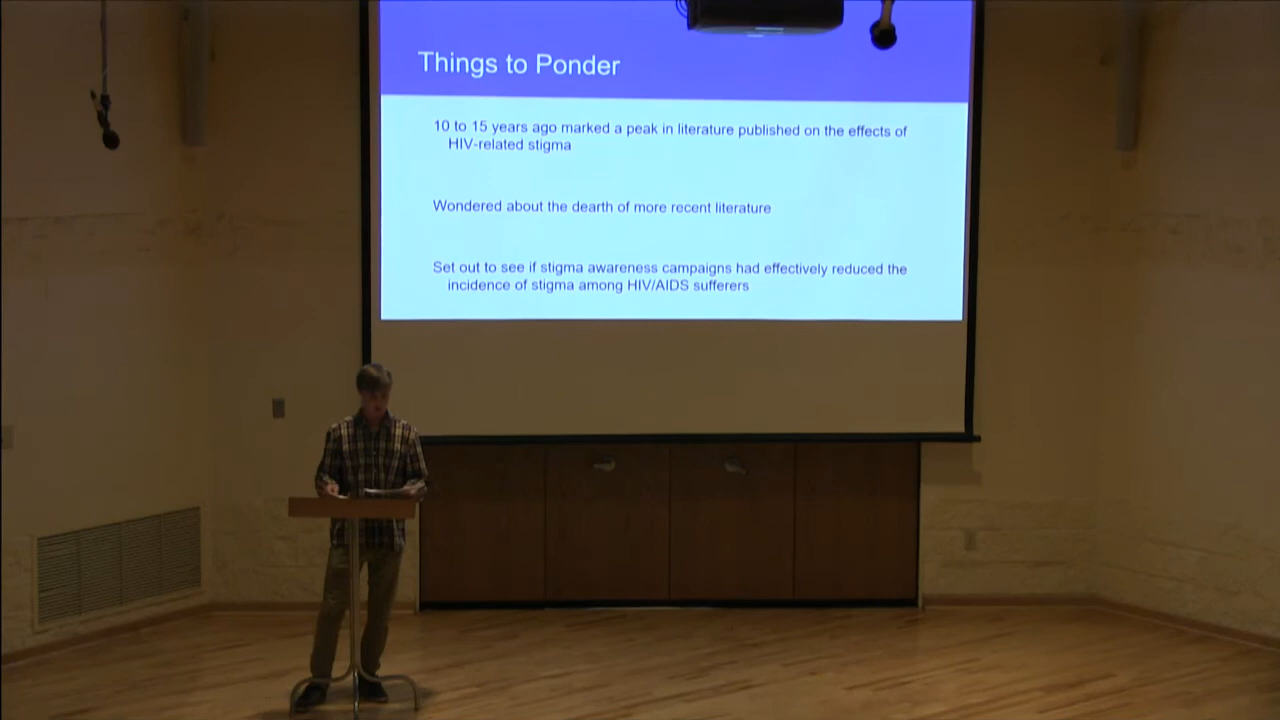 Things to Ponder
10 to 15 years ago marked a peak in literature published on the effects of
HIV-related stigma
Wondered about the dearth of more recent literature
Set out to see if stigma awareness campaigns had effectively reduced the
incidence of stigma among HIV/AIDS sufferers